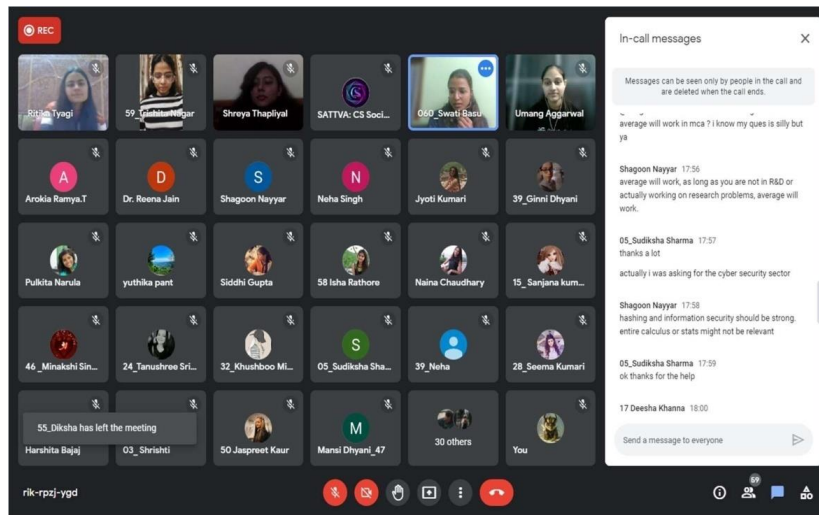 REC
In-call messages
Messages can be seen only by people in the call and
are deleted when the call ends.
Ritika Tyagi
59_Trishita Nagar
Shreya Thapliyal
SATTVA: CS Soci...
060_Swati Basu
Umang Aggarwal
average will work in mca ? i know my ques is silly but
ya
A
Arokia Ramya.T
D
Dr. Reena Jain
S
Shagoon Nayyar
N
Neha Singh
Jyoti Kumari
39_Ginni Dhyani
Shagoon Nayyar 17:56
average will work, as long as you are not in R&D or
actually working on research problems, average will
work.
Pulkita Narula
yuthika pant
Siddhi Gupta
58 Isha Rathore
Naina Chaudhary
15_Sanjana kum...
05_Sudiksha Sharma 17:57
thanks a lot
actually i was asking for the cyber security sector
Shagoon Nayyar 17:58
hashing and information security should be strong.
entire calculus or stats might not be relevant
46_Minakshi Sin...
24_Tanushree Sri...
32_Khushboo Mi...
S
05_Sudiksha Sha...
39_Neha
28_Seema Kumari
05_Sudiksha Sharma 17:59
ok thanks for the help
17 Deesha Khanna 18:00
55_Diksha has left the meeting
Harshita Bajaj
03_Shrishti
50 Jaspreet Kaur
M
Mansi Dhyani_47
30 others
You
Send a message to everyone
rik-rpzj-ygd
59